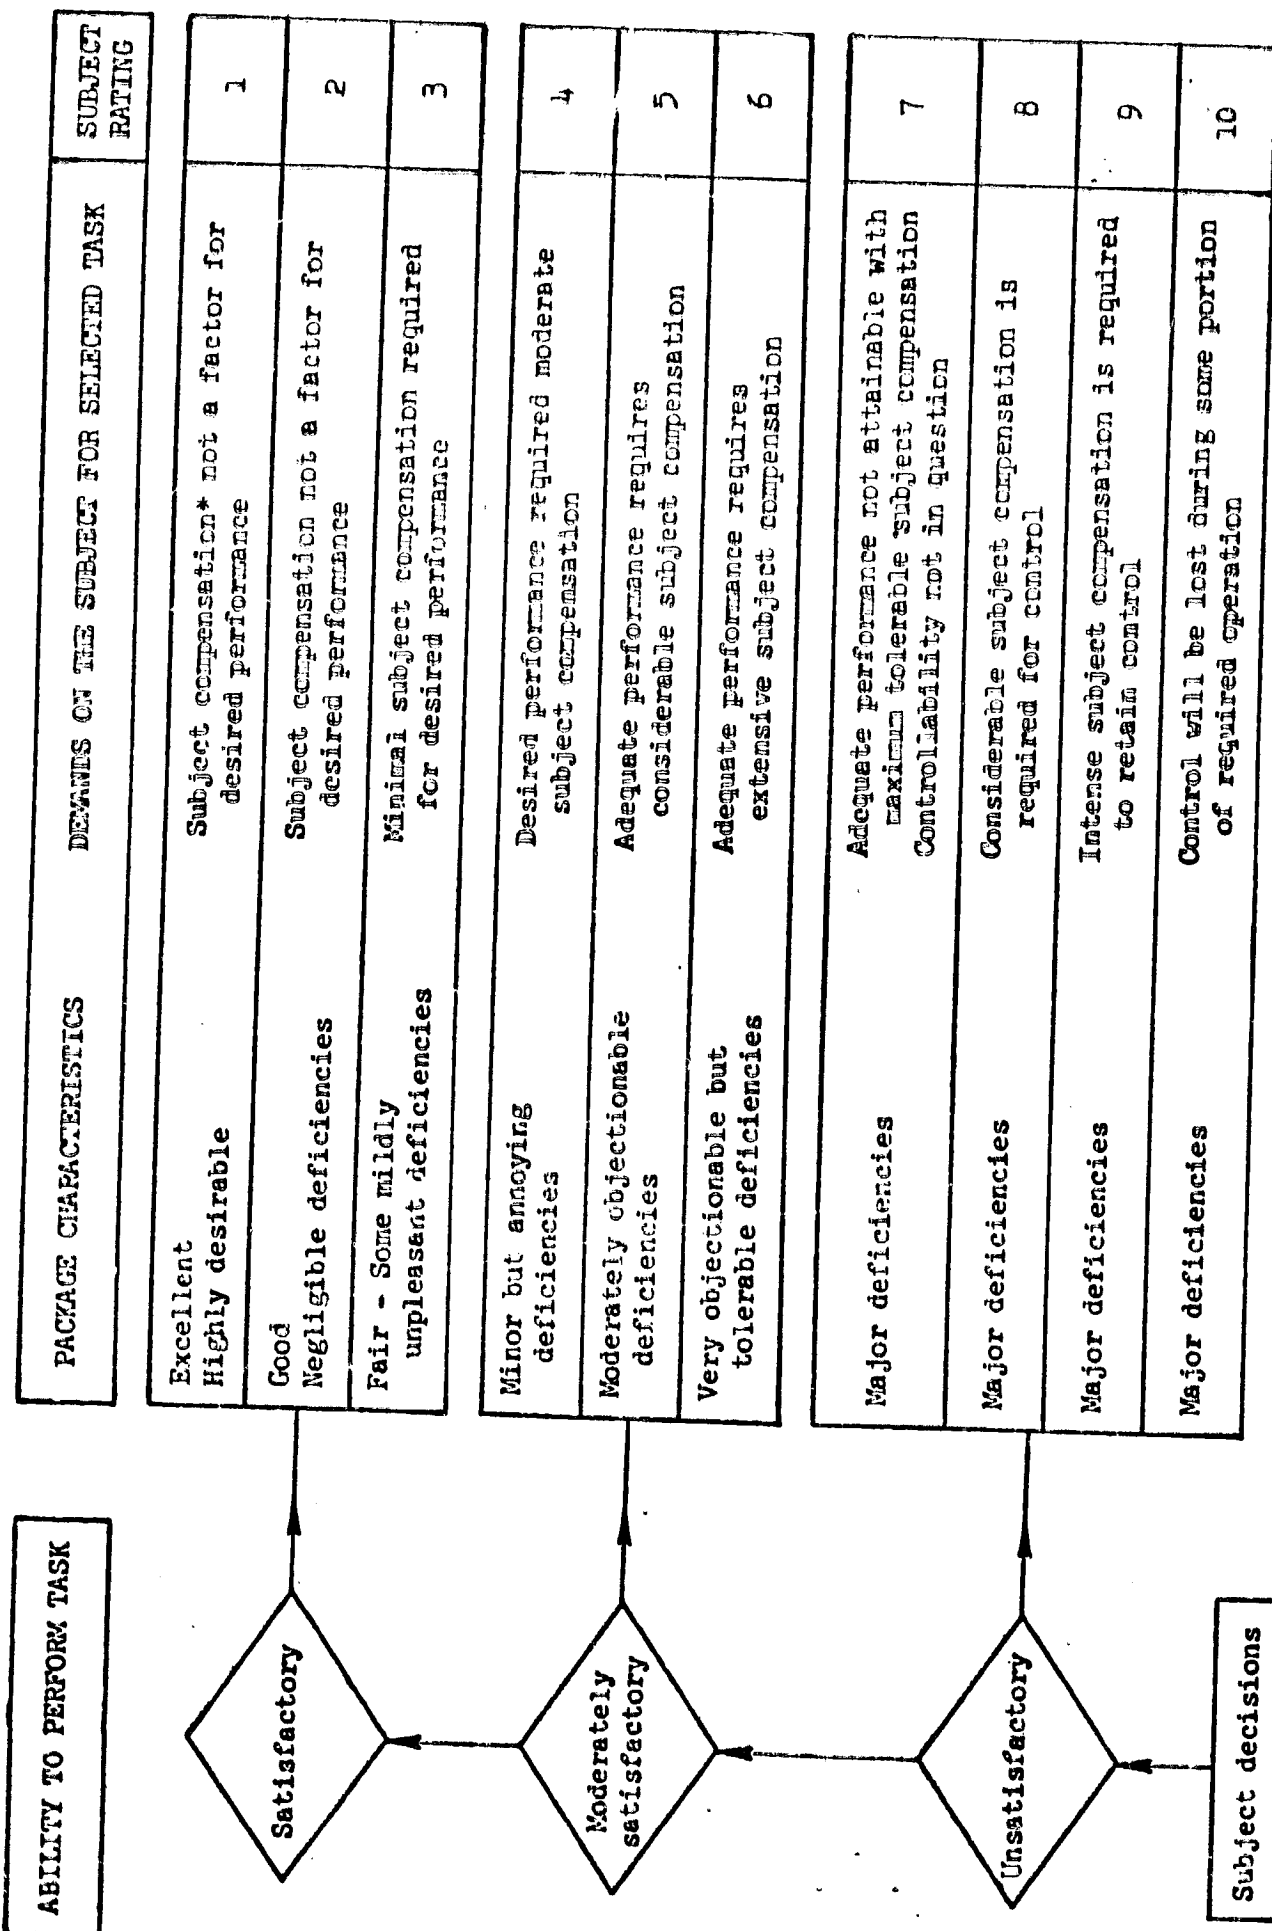 ABILITY TO PERFORM TASK
PACKAGE CHARACTERISTICS
DEMANDS ON THE SUBJECT FOR SELECTED TASK
SUBJECT
RATING
Satisfactory
Excellent
Highly desirable
Subject compensation* not a factor for
desired performance
1
Good
Negligible deficiencies
Subject compensation not a factor for
desired performance
2
Fair - Some mildly
unpleasant deficiencies
Minimal subject compensation required
for desired performance
3
Moderately
satisfactory
Minor but annoying
deficiencies
Desired performance required moderate
subject compensation
4
Moderately objectionable
deficiencies
Adequate performance requires
considerable subject compensation
5
Very objectionable but
tolerable deficiencies
Adequate performance requires
extensive subject compensation
6
Unsatisfactory
Major deficiencies
Adequate performance not attainable with
maximum tolerable subject compensation
Controllability not in question
7
Major deficiencies
Considerable subject compensation is
required for control
8
Major deficiencies
Intense subject compensation is required
to retain control
9
Major deficiencies
Control will be lost during some portion
of required operation
10
Subject decisions